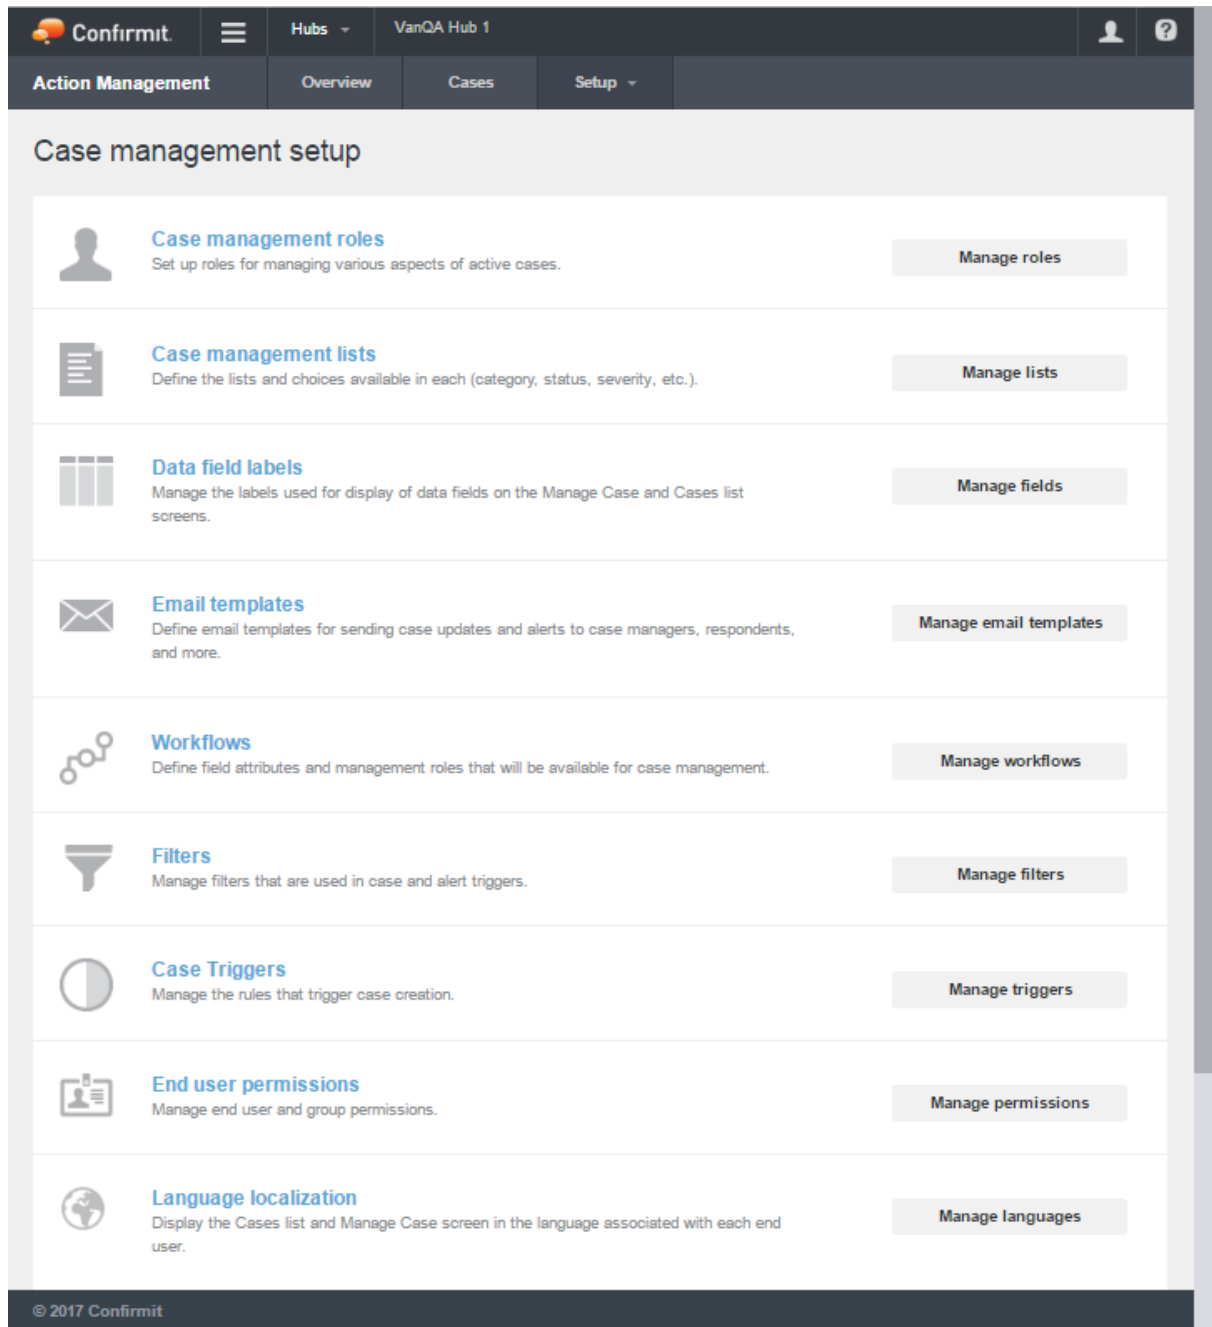 Confirmit. Hubs VanQA Hub 1
Action Management Overview Cases Setup
Case management setup
Case management roles
Set up roles for managing various aspects of active cases.
Manage roles
Case management lists
Define the lists and choices available in each (category, status, severity, etc.).
Manage lists
Data field labels
Manage the labels used for display of data fields on the Manage Case and Cases list
screens.
Manage fields
Email templates
Define email templates for sending case updates and alerts to case managers, respondents,
and more.
Manage email templates
Workflows
Define field attributes and management roles that will be available for case management.
Manage workflows
Filters
Manage filters that are used in case and alert triggers.
Manage filters
Case Triggers
Manage the rules that trigger case creation.
Manage triggers
End user permissions
Manage end user and group permissions.
Manage permissions
Language localization
Display the Cases list and Manage Case screen in the language associated with each end
user.
Manage languages
© 2017 Confirmit